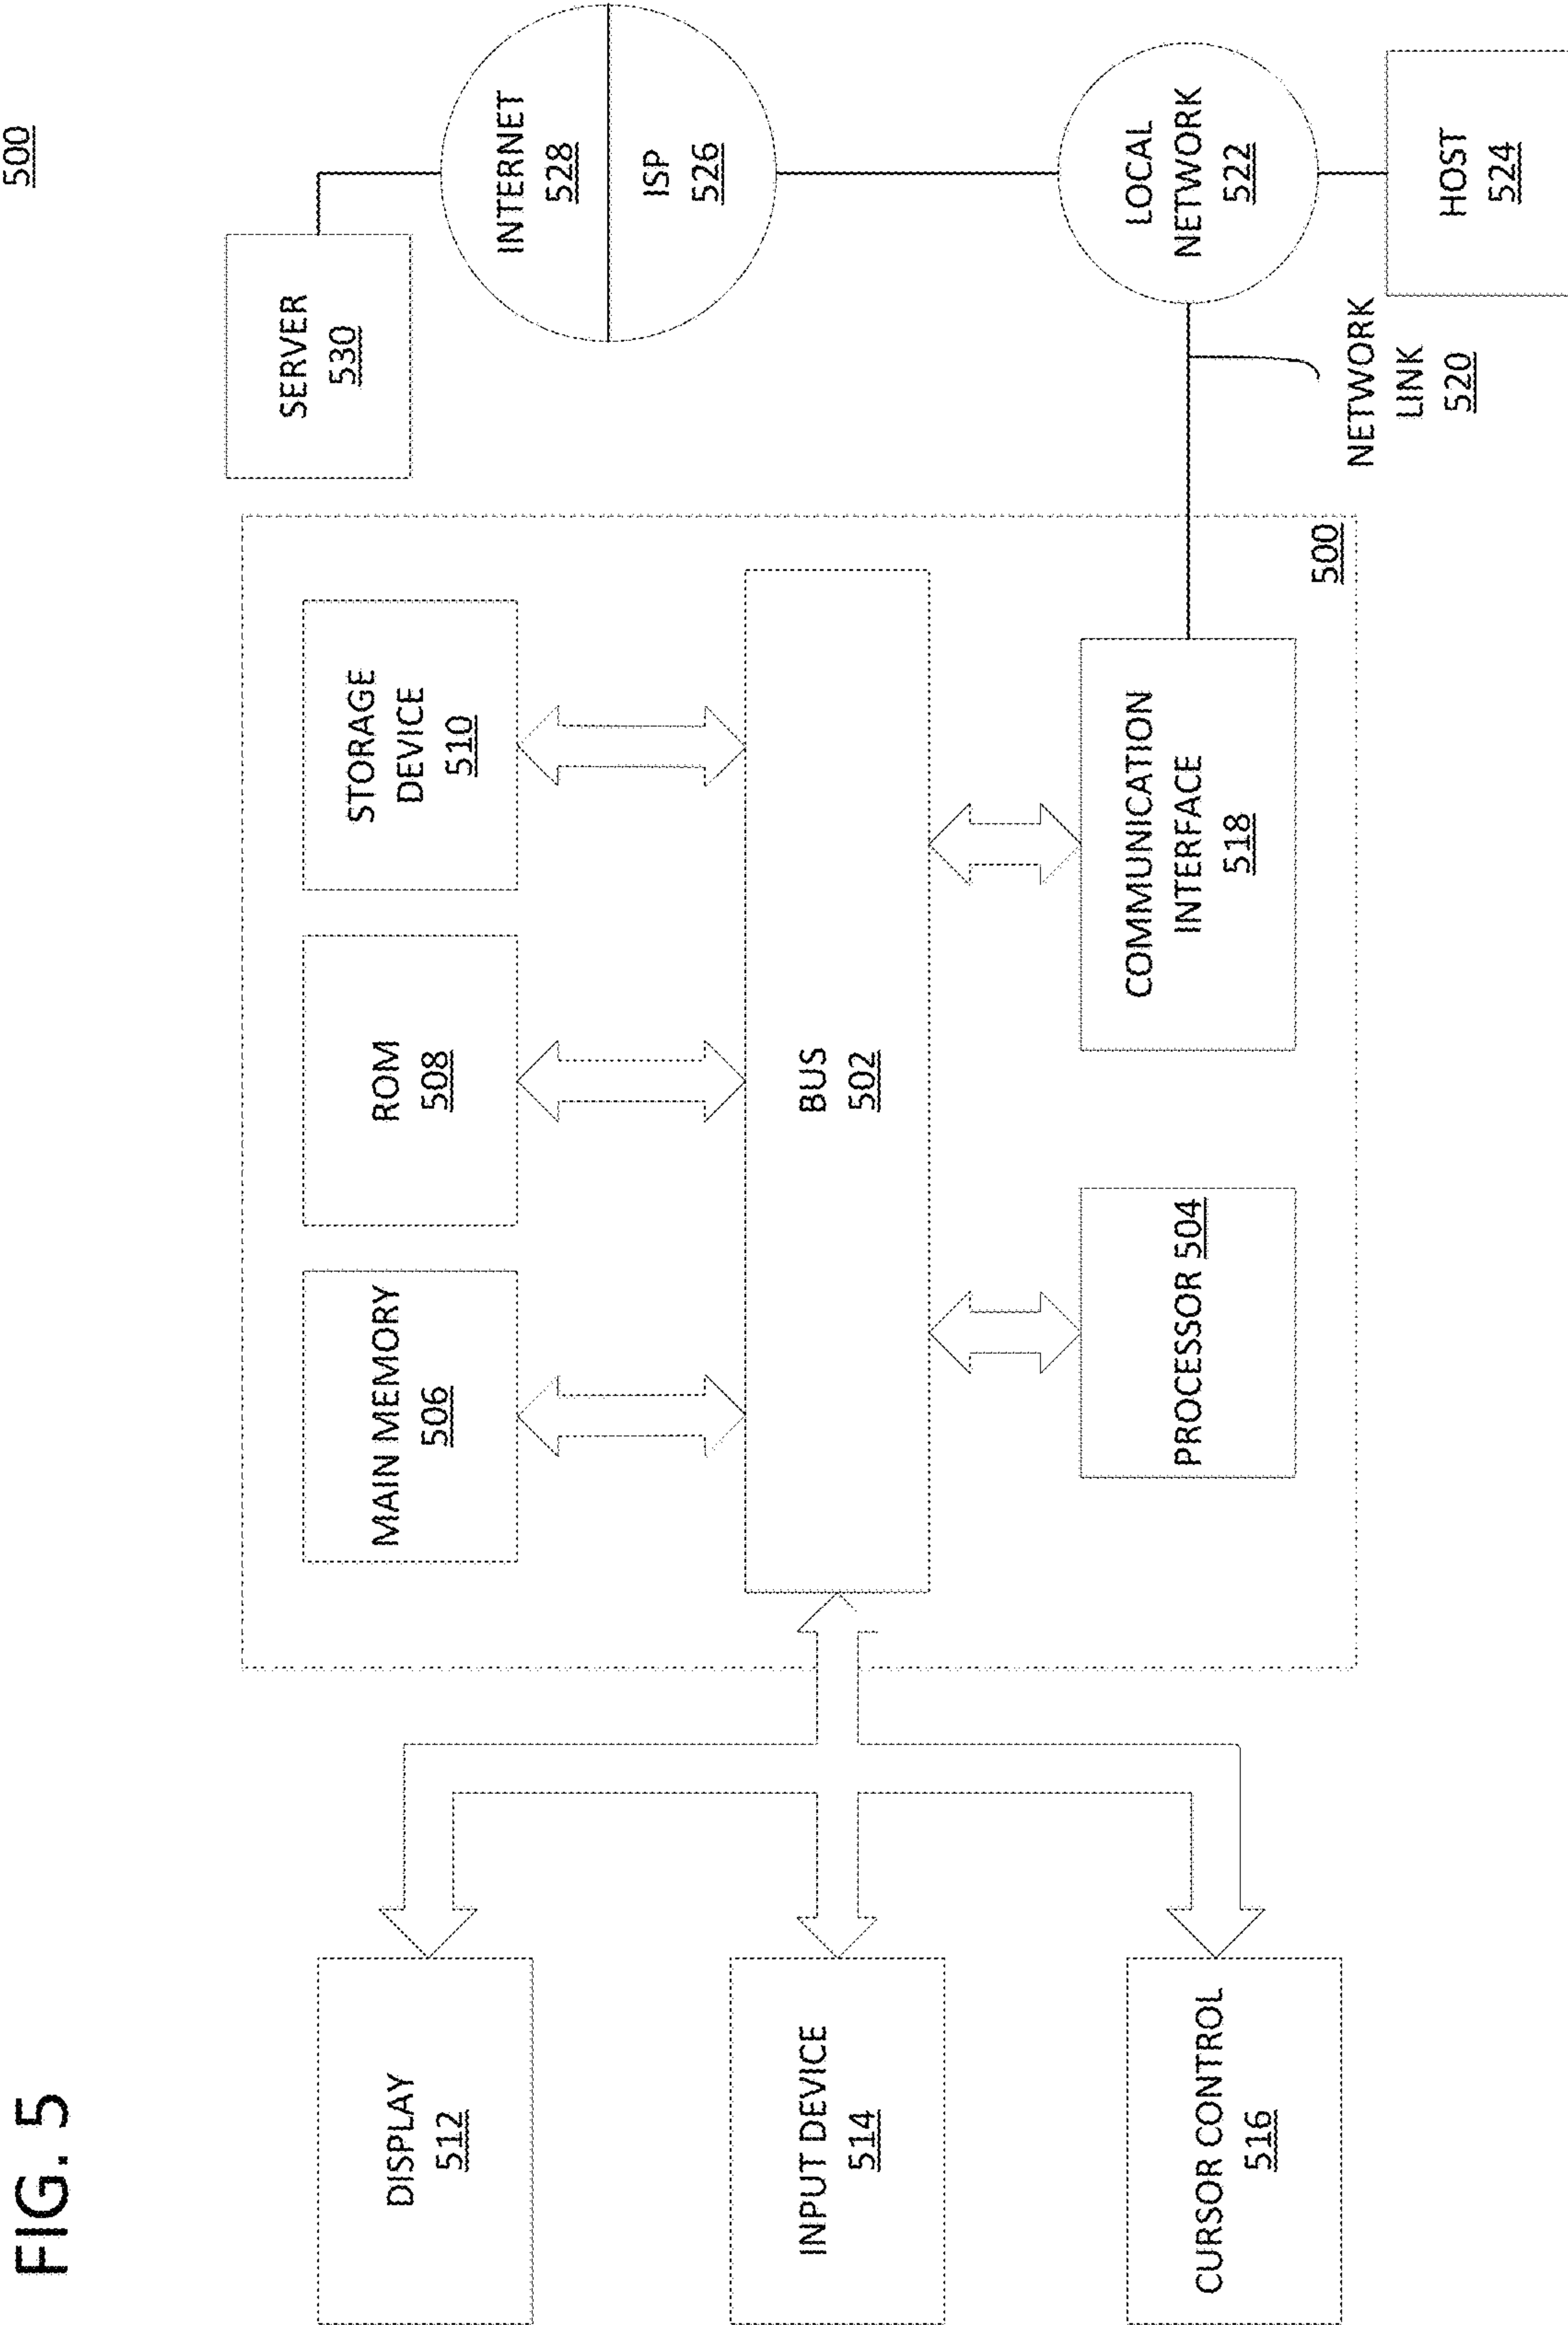 FIG. 5
500
DISPLAY
512
INPUT DEVICE
514
CURSOR CONTROL
516
MAIN MEMORY
506
ROM
508
STORAGE
DEVICE
510
BUS
502
PROCESSOR 504
COMMUNICATION
INTERFACE
518
500
SERVER
530
INTERNET
528
ISP
526
LOCAL
NETWORK
522
NETWORK
LINK
520
HOST
524